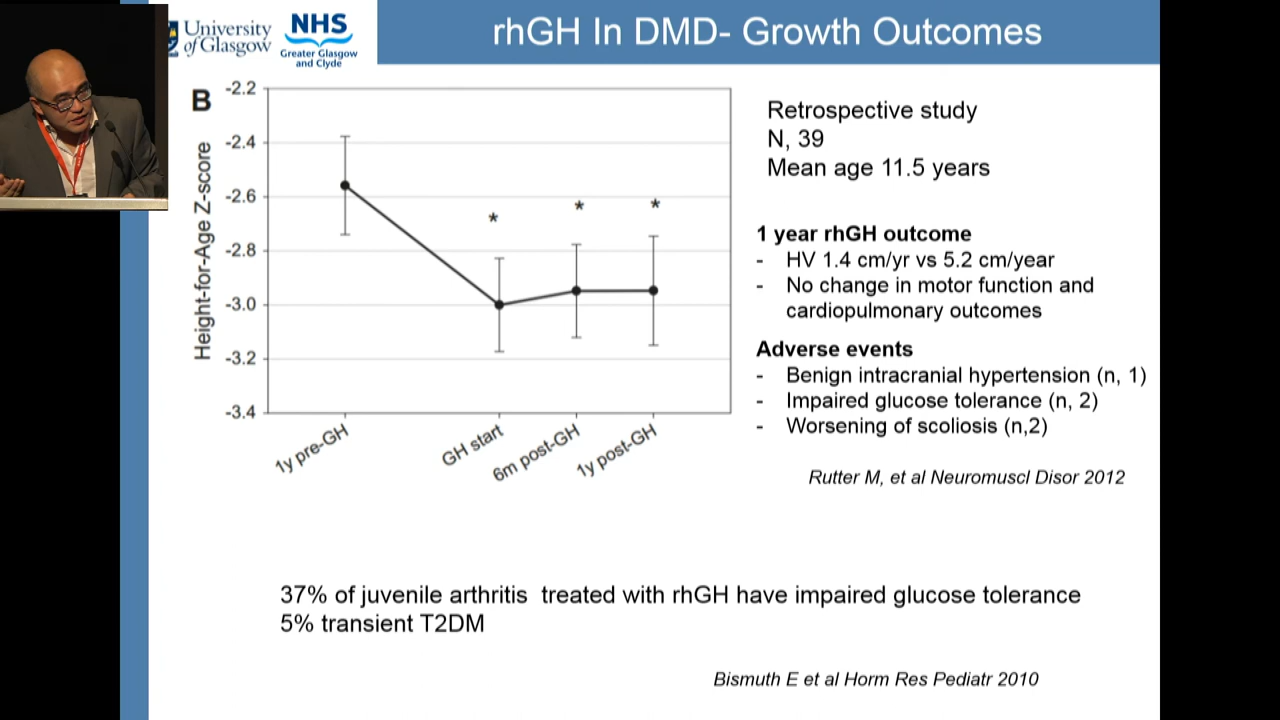 University
of Glasgow
NHS
Greater Glasgow
and Clyde
rhGH In DMD- Growth Outcomes
B
Height-for-Age Z-score
-2.2
-2.4
-2.6
-2.8
-3.0
-3.2
-3.4
* * *
1y pre-GH
GH start
6m post-GH
1y post-GH
Retrospective study
N, 39
Mean age 11.5 years
1 year rhGH outcome
- HV 1.4 cm/yr vs 5.2 cm/year
- No change in motor function and
cardiopulmonary outcomes
Adverse events
- Benign intracranial hypertension (n, 1)
- Impaired glucose tolerance (n, 2)
- Worsening of scoliosis (n,2)
Rutter M, et al Neuromuscl Disor 2012
37% of juvenile arthritis treated with rhGH have impaired glucose tolerance
5% transient T2DM
Bismuth E et al Horm Res Pediatr 2010